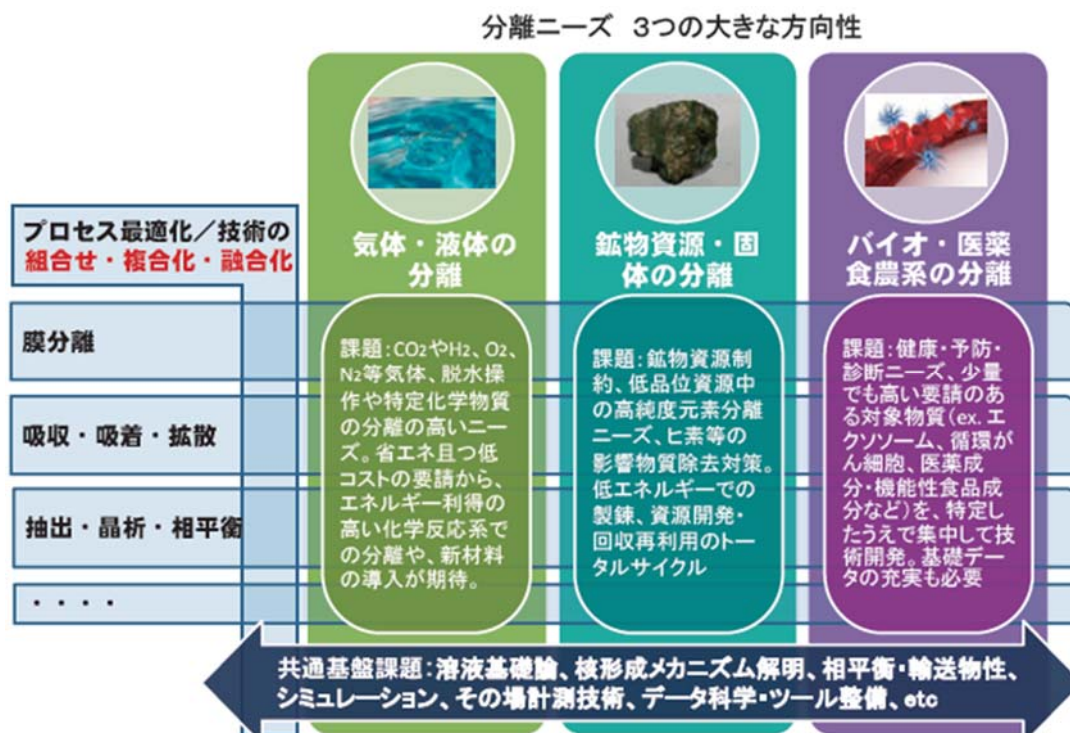 分離ニーズ 3つの大きな方向性
プロセス最適化／技術の
組合せ・複合化・融合化
気体・液体の
分離
鉱物資源・固
体の分離
バイオ・医薬
食農系の分離
膜分離
吸収・吸着・拡散
抽出・晶析・相平衡
・・・・
課題：CO2やH2、O2、
N2等気体、脱水操
作や特定化学物質
の分離の高いニー
ズ。省エネ且つ低
コストの要請から、
エネルギー利得の
高い化学反応系で
の分離や、新材料
の導入が期待。
課題：鉱物資源制
約、低品位資源中
の高純度元素分離
ニーズ、ヒ素等の
影響物質除去対策。
低エネルギーでの
製錬、資源開発・
回収再利用のトー
タルサイクル
課題：健康・予防・
診断ニーズ、少量
でも高い要請のあ
る対象物質（ex.エ
クソソーム、循環が
ん細胞、医薬成
分・機能性食品成
分など）を、特定し
たうえで集中して技
術開発。基礎デー
タの充実も必要
共通基盤課題：溶液基礎論、核形成メカニズム解明、相平衡・輸送物性、
シミュレーション、その場計測技術、データ科学・ツール整備、etc